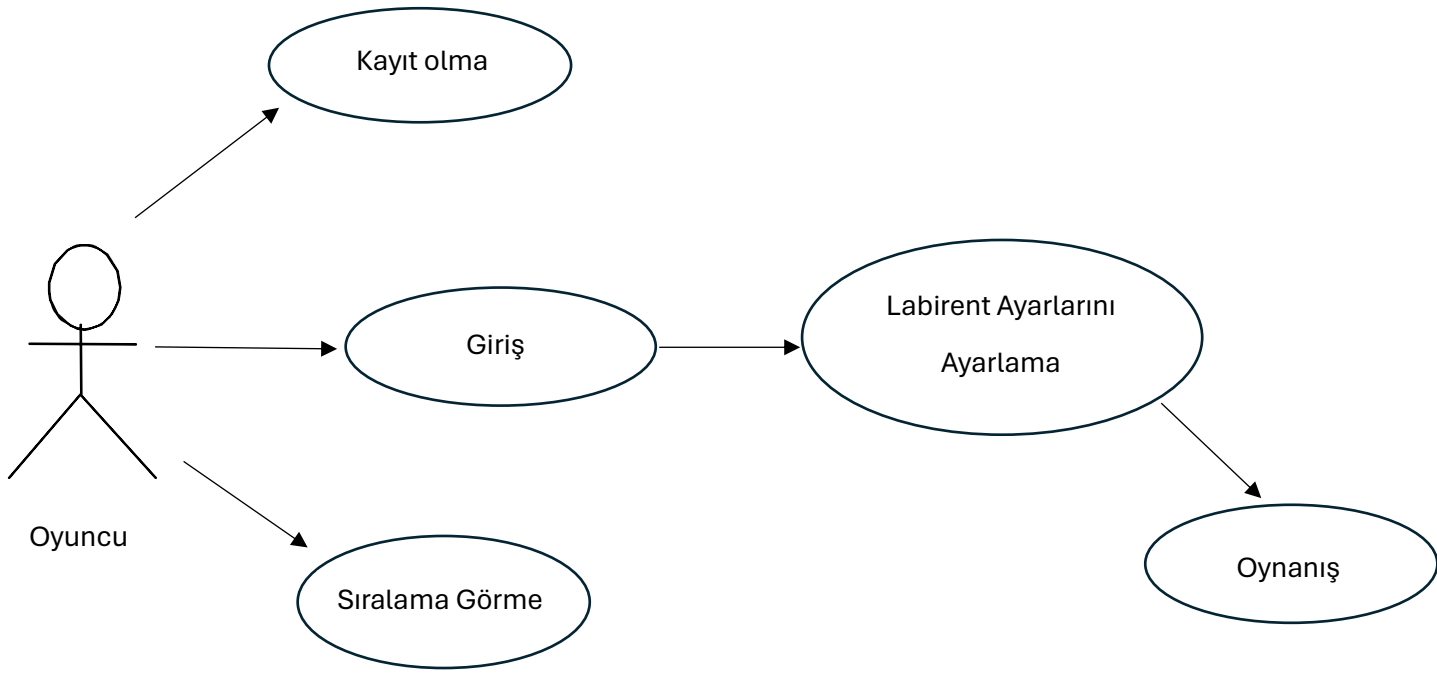 Kayıt olma
Giriş
Labirent Ayarlarını
Ayarlama
Oyuncu
Sıralama Görme
Oynanış